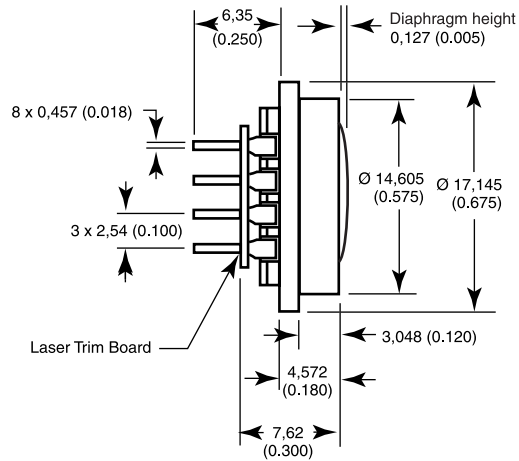 6,35
(0.250)
Diaphragm height
0,127 (0.005)
8 x 0,457 (0.018)
Ø 14,605
(0.575)
Ø 17,145
(0.675)
3 x 2,54 (0.100)
Laser Trim Board
3,048 (0.120)
4,572
(0.180)
7,62
(0.300)